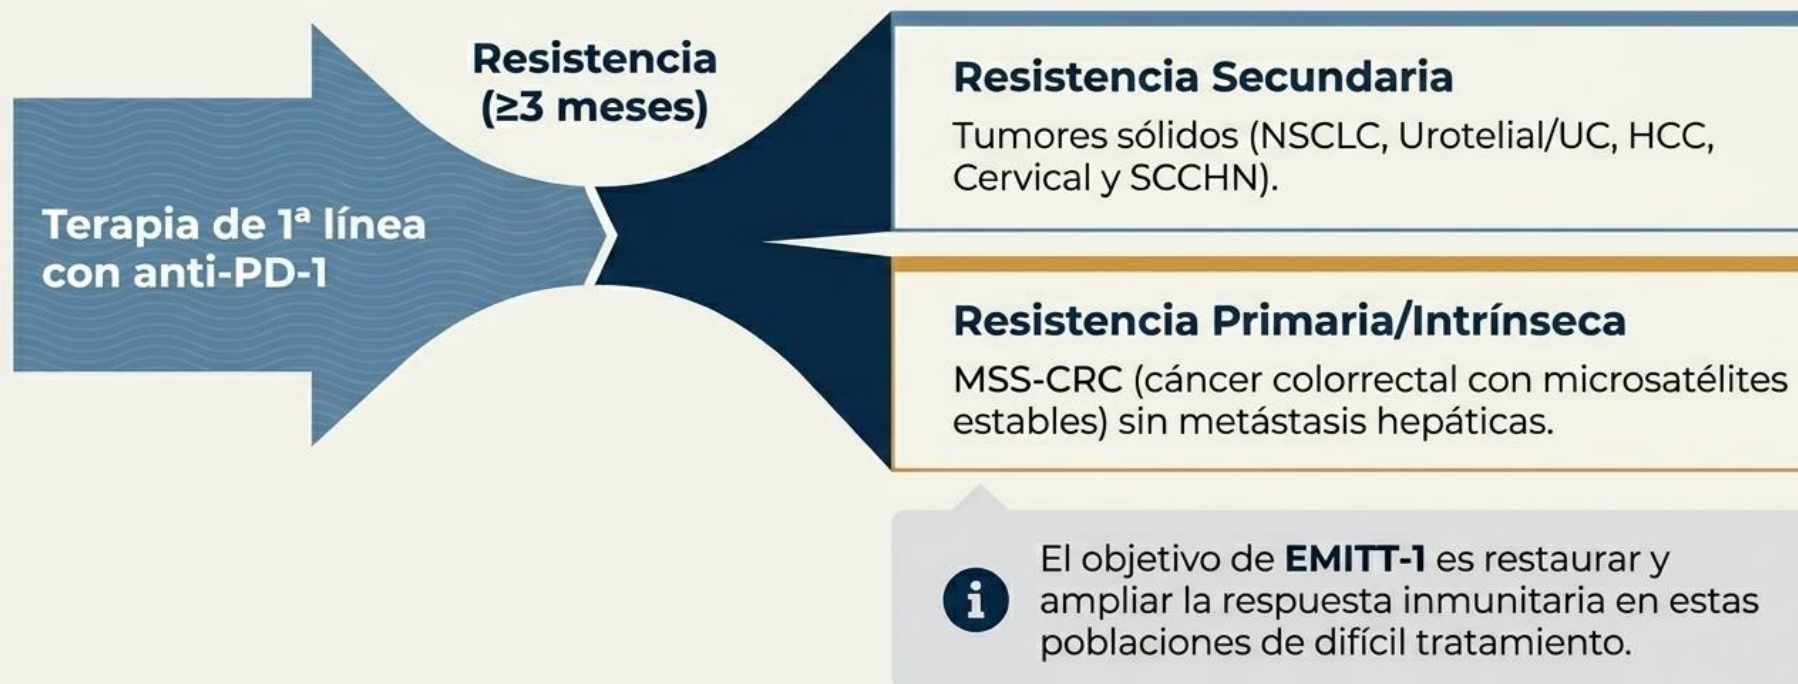 Resistencia
(≥3 meses)
Terapia de 1ª línea
con anti-PD-1
Resistencia Secundaria
Tumores sólidos (NSCLC, Urotelial/UC, HCC,
Cervical y SCCHN).
Resistencia Primaria/Intrínseca
MSS-CRC (cáncer colorrectal con microsatélites
estables) sin metástasis hepáticas.
El objetivo de EMITT-1 es restaurar y
ampliar la respuesta inmunitaria en estas
poblaciones de difícil tratamiento.